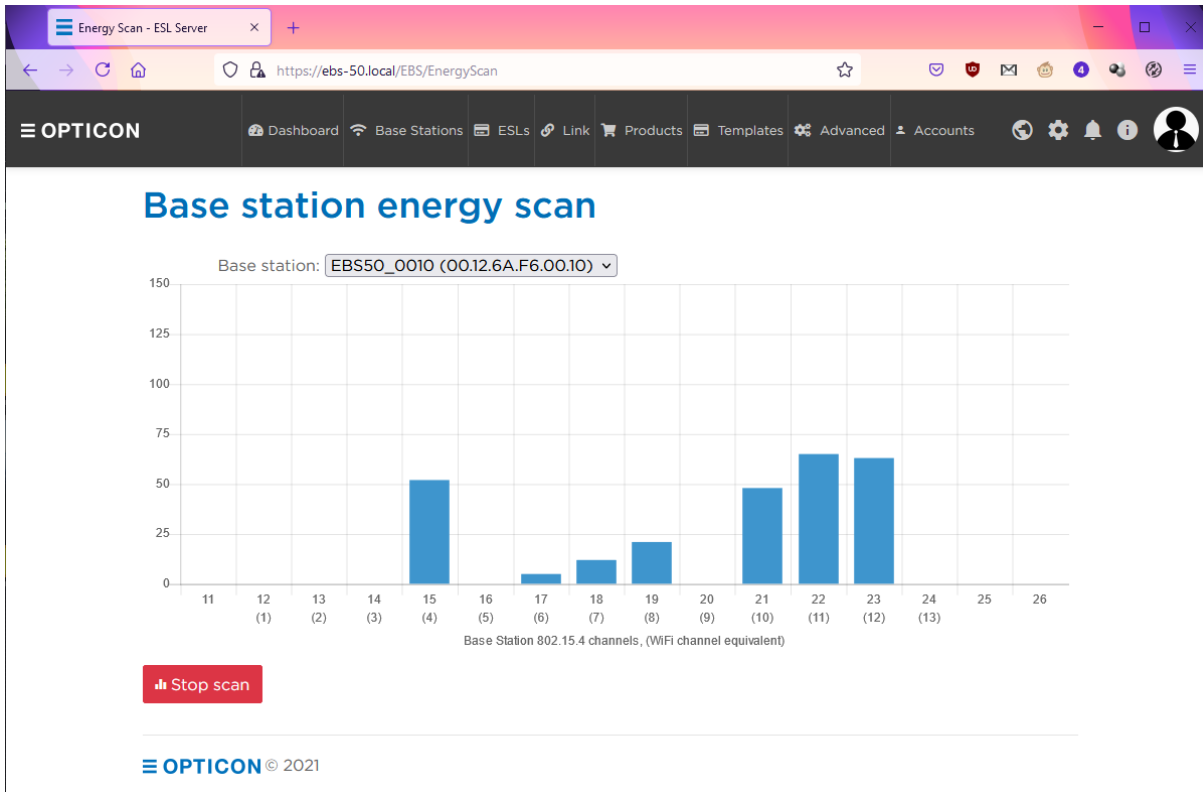 Energy Scan - ESL Server
https://ebs-50.local/EBS/EnergyScan
4
OPTICON
Dashboard
Base Stations
ESLs
Link
Products
Templates
Advanced
Accounts
Base station energy scan
Base station: EBS50_0010 (00.12.6A.F6.00.10)
150
125
100
75
50
25
0
11 12 13 14 15 16 17 18 19 20 21 22 23 24 25 26
(1) (2) (3) (4) (5) (6) (7) (8) (9) (10) (11) (12) (13)
Base Station 802.15.4 channels, (WiFi channel equivalent)
Stop scan
OPTICON © 2021